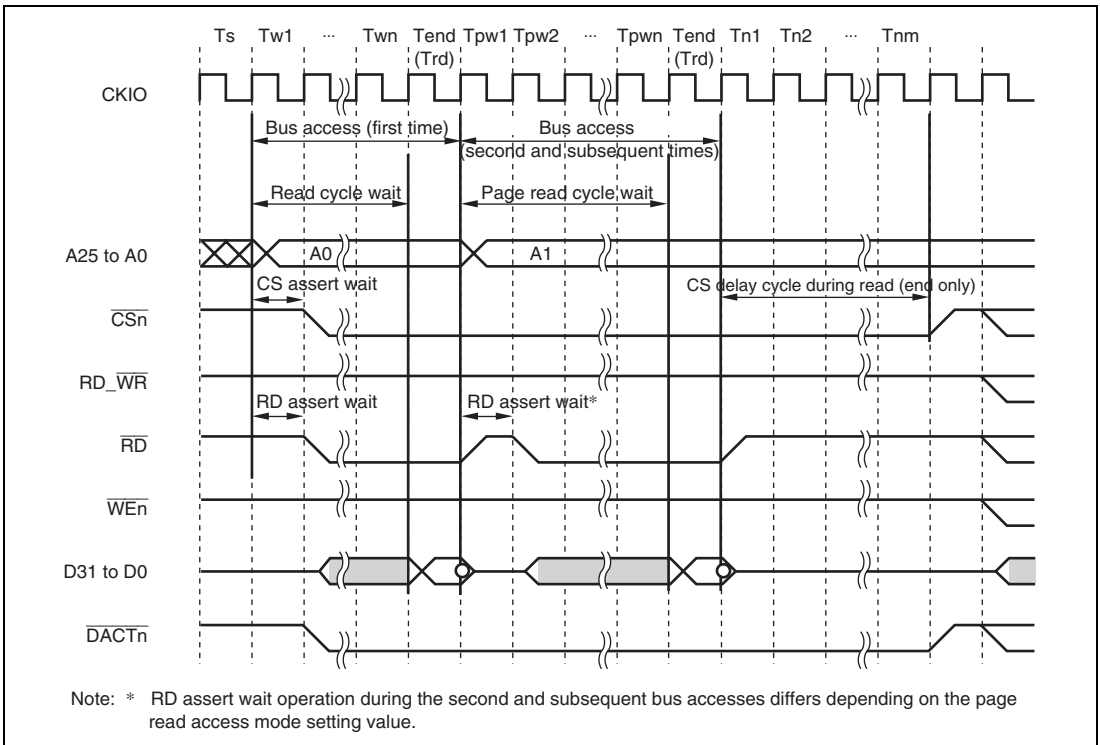 Ts Tw1 ... Twn Tend Tpw1 Tpw2 ... Tpwn Tend Tn1 Tn2 ... Tnm
(Trd) (Trd)
CKIO
Bus access (first time) Bus access
(second and subsequent times)
Read cycle wait Page read cycle wait
A25 to A0 A0 A1
CS assert wait CS delay cycle during read (end only)
CSn
RD_WR
RD assert wait RD assert wait*
RD
WEn
D31 to D0
DACTn
Note: * RD assert wait operation during the second and subsequent bus accesses differs depending on the page
read access mode setting value.